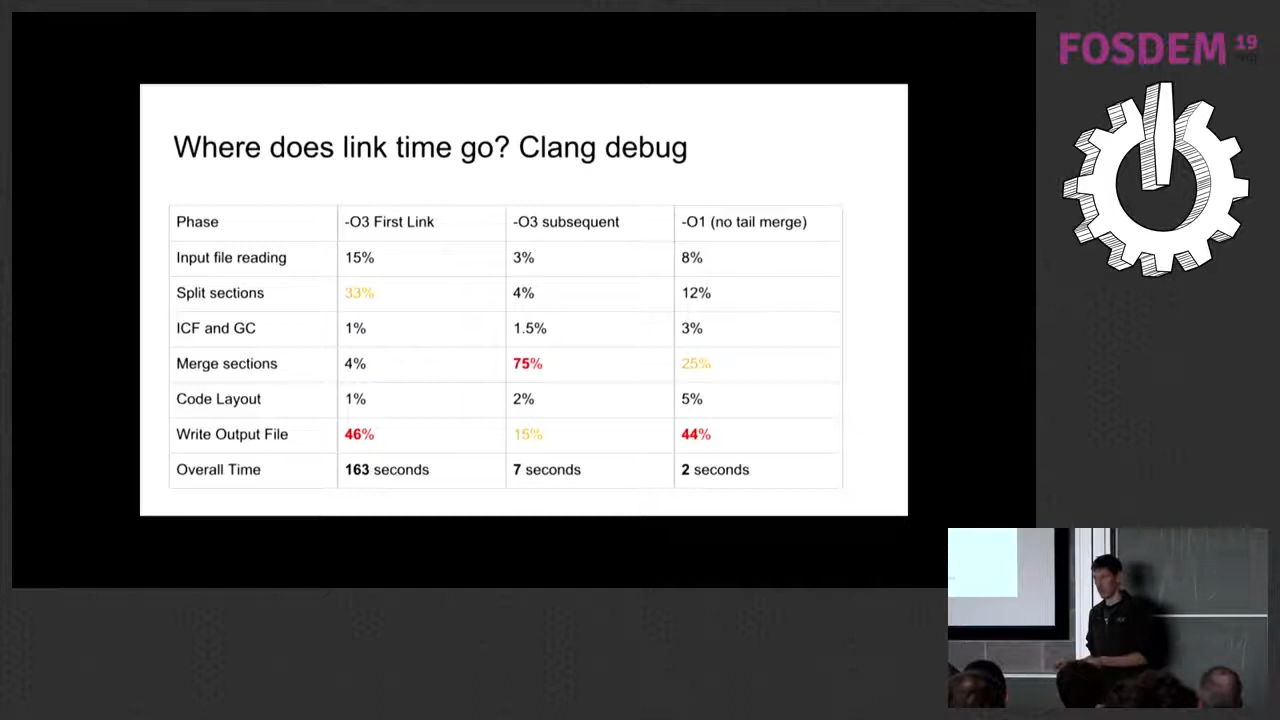 FOSDEM 19
Where does link time go? Clang debug
Phase -O3 First Link -O3 subsequent -O1 (no tail merge)
Input file reading 15% 3% 8%
Split sections 33% 4% 12%
ICF and GC 1% 1.5% 3%
Merge sections 4% 75% 25%
Code Layout 1% 2% 5%
Write Output File 46% 15% 44%
Overall Time 163 seconds 7 seconds 2 seconds